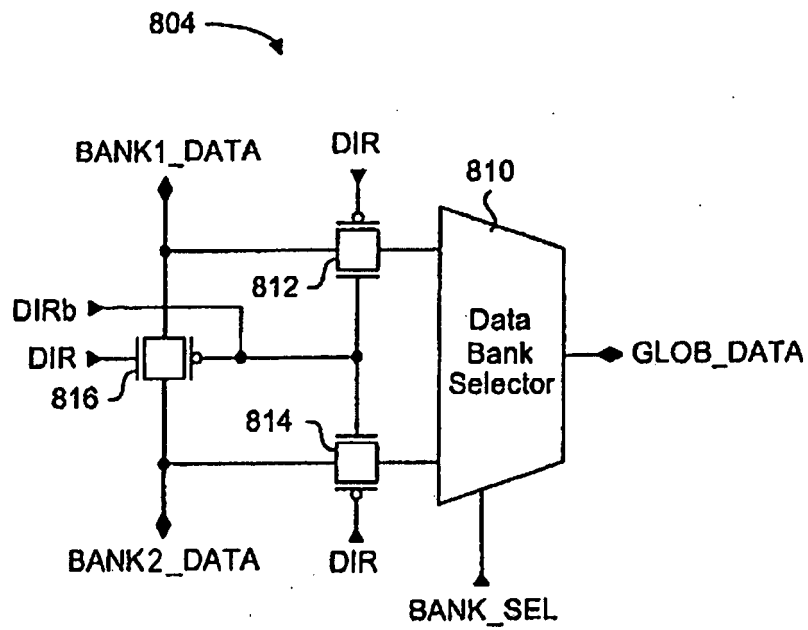 804
BANK1_DATA
DIR
810
812
DIRb
DIR
816
Data
Bank
Selector
GLOB_DATA
814
BANK2_DATA
DIR
BANK_SEL